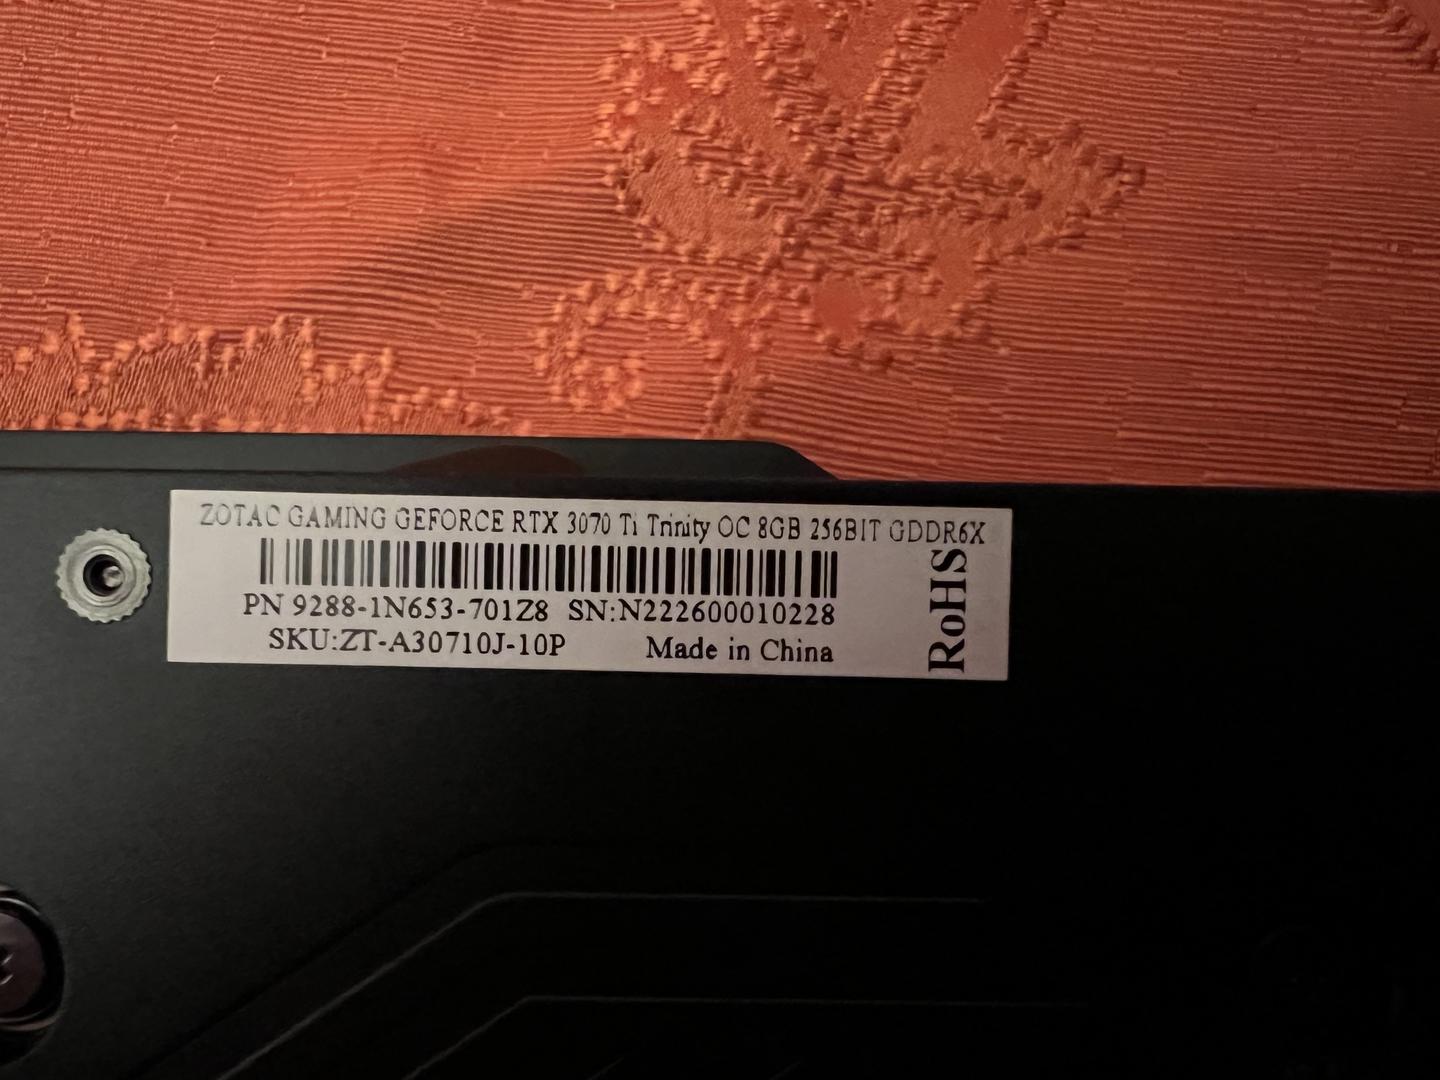 ZOTAC GAMING GEFORCE RTX 3070 Ti Trinity OC 8GB 256BIT GDDR6X
PN 9288-1N653-701Z8 SN:N222600010228
SKU:ZT-A30710J-10P Made in China
RoHS